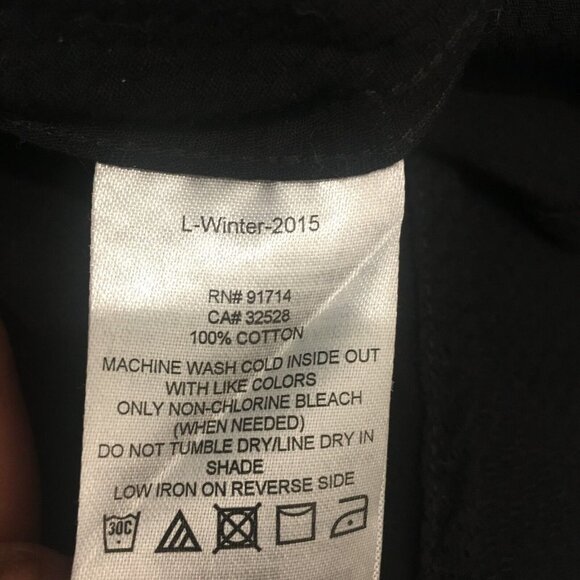 L-Winter-2015
RN# 91714
CA# 32528
100% COTTON
MACHINE WASH COLD INSIDE OUT
WITH LIKE COLORS
ONLY NON-CHLORINE BLEACH
(WHEN NEEDED)
DO NOT TUMBLE DRY/LINE DRY IN
SHADE
LOW IRON ON REVERSE SIDE
30C